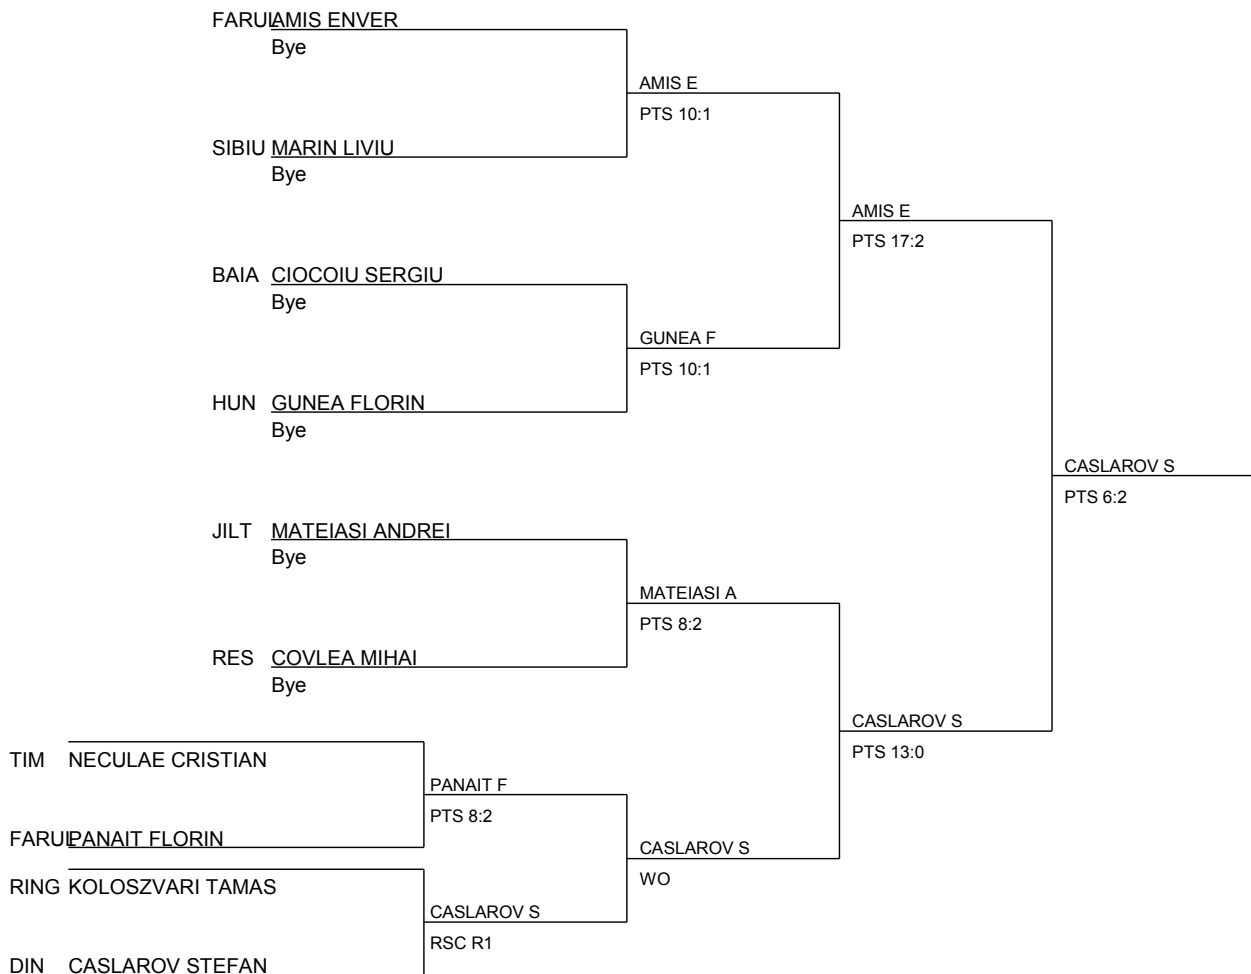 FARUL AMIS ENVER
Bye
AMIS E
PTS 10:1
SIBIU MARIN LIVIU
Bye
AMIS E
PTS 17:2
BAIA CIOCOIU SERGIU
Bye
GUNEA F
PTS 10:1
HUN GUNEA FLORIN
Bye
CASLAROV S
PTS 6:2
JILT MATEIASI ANDREI
Bye
MATEIASI A
PTS 8:2
RES COVLEA MIHAI
Bye
CASLAROV S
PTS 13:0
TIM NECULAE CRISTIAN
PANAIT F
PTS 8:2
FARUL PANAIT FLORIN
CASLAROV S
WO
RING KOLOSZVARI TAMAS
CASLAROV S
RSC R1
DIN CASLAROV STEFAN